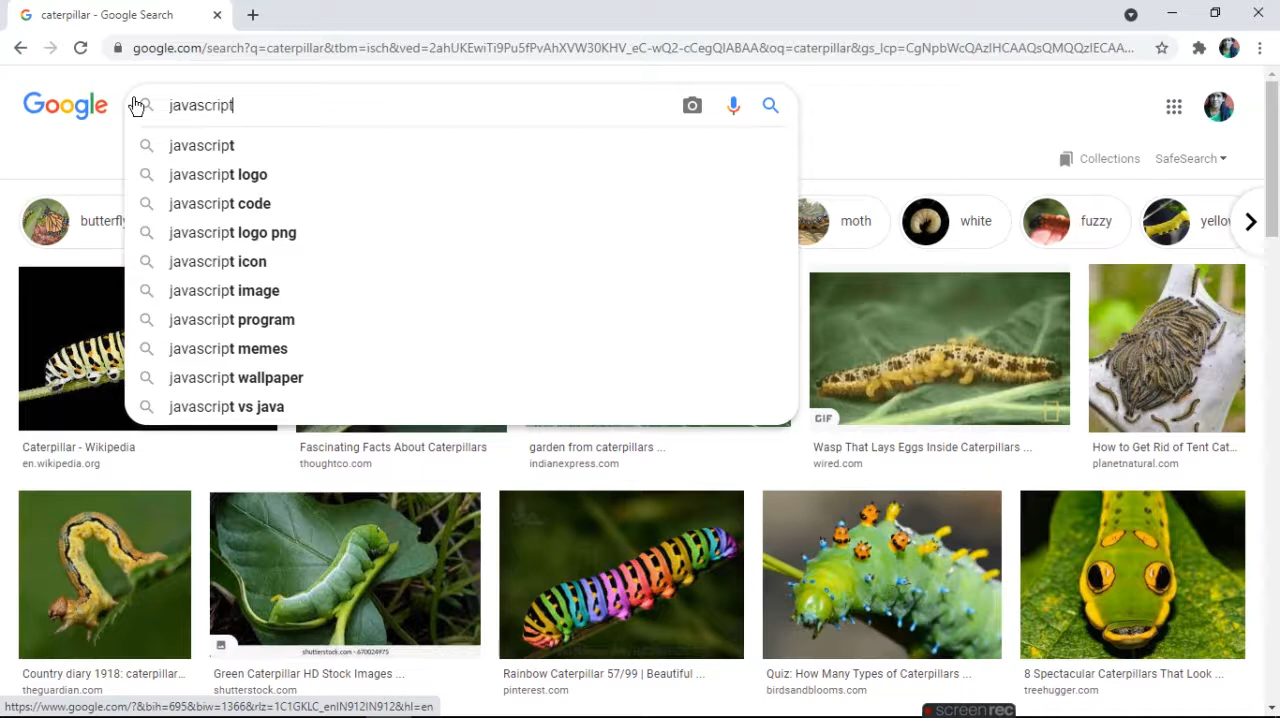 caterpillar - Google Search
google.com/search?q=caterpillar&tbm=isch&ved=2ahUKEwiTi9Pu5fPvAhXVW30KHV_eC-wQ2-cCegQIABAA&oq=caterpillar&gs_lcp=CgNpbWcQAzIHCAAQsQMQQzIECAA...
Google
javascript
javascript
javascript logo
javascript code
javascript logo png
javascript icon
javascript image
javascript program
javascript memes
javascript wallpaper
javascript vs java
Collections
SafeSearch
butterfly
moth
white
fuzzy
GIF
Caterpillar - Wikipedia
en.wikipedia.org
Fascinating Facts About Caterpillars
thoughtco.com
garden from caterpillars ...
indianexpress.com
Wasp That Lays Eggs Inside Caterpillars ...
wired.com
How to Get Rid of Tent Cat...
planetnatural.com
shutterstock.com · 670024975
Country diary 1918: caterpillar...
theguardian.com
Green Caterpillar HD Stock Images ...
shutterstock.com
Rainbow Caterpillar 57/99 | Beautiful ...
pinterest.com
Quiz: How Many Types of Caterpillars ...
birdsandblooms.com
8 Spectacular Caterpillars That Look ...
treehugger.com
https://www.google.com/?&bih=695&biw=1366&rlz=1C1GKLC_enIN912IN912&hl=en
screenrec